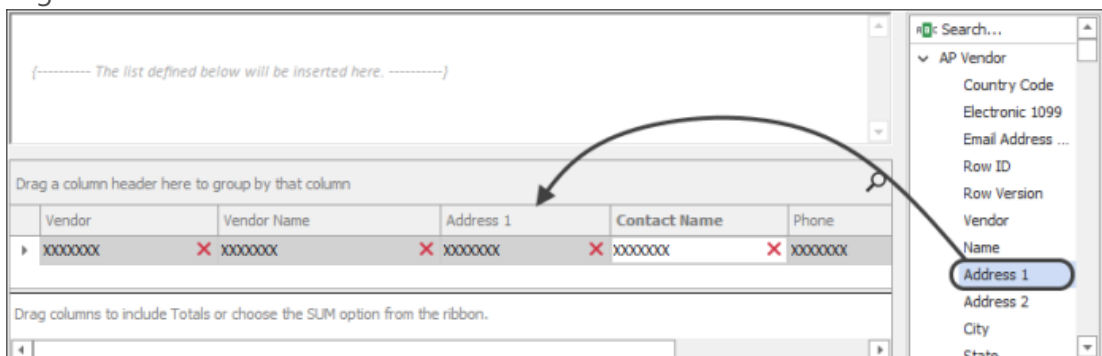 {---------- The list defined below will be inserted here. ----------}
Drag a column header here to group by that column
Vendor Vendor Name Address 1 Contact Name Phone
XXXXXXX XXXXXXX XXXXXXX XXXXXXX XXXXXXX
Drag columns to include Totals or choose the SUM option from the ribbon.
Search...
AP Vendor
Country Code
Electronic 1099
Email Address ...
Row ID
Row Version
Vendor
Name
Address 1
Address 2
City
State